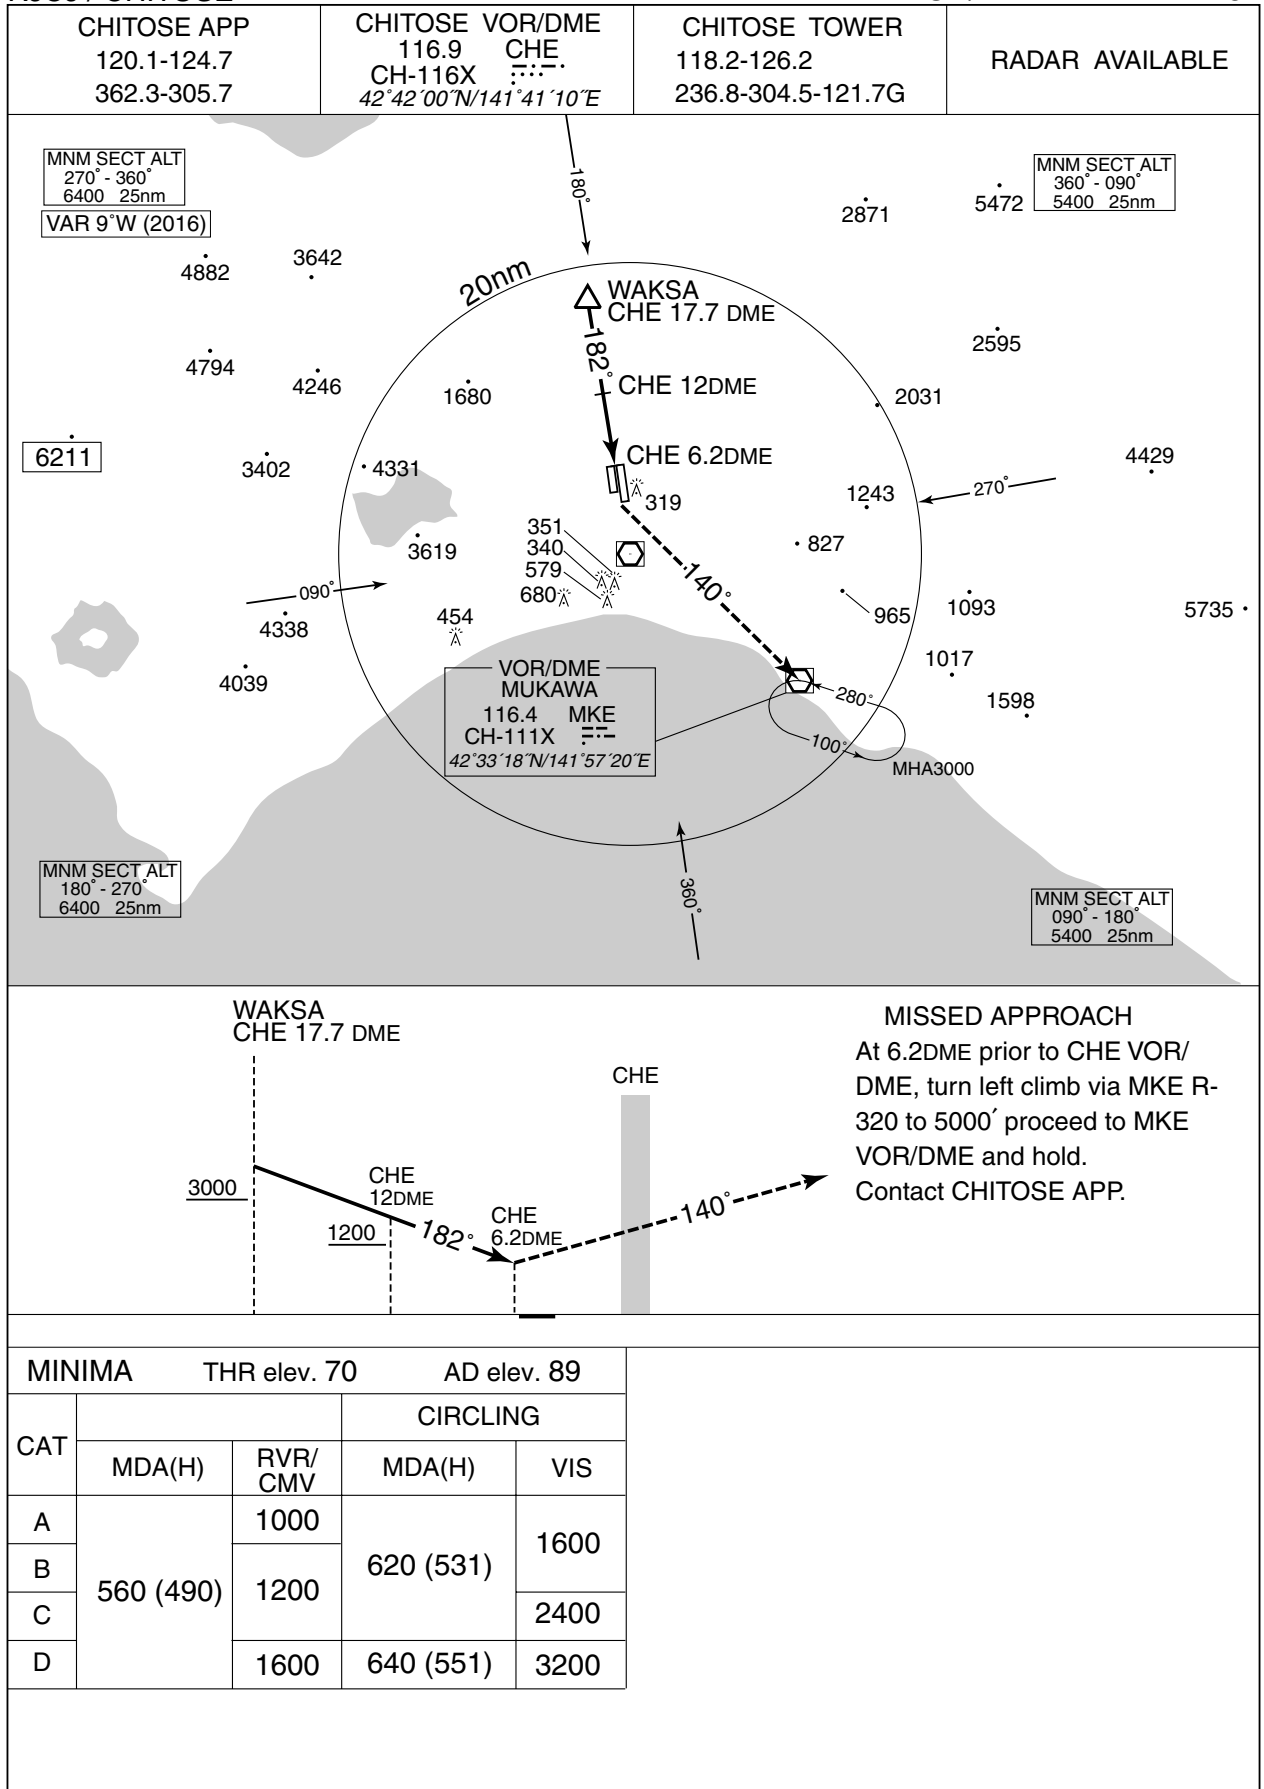 CHITOSE APP
120.1-124.7
362.3-305.7
CHITOSE VOR/DME
116.9 CHE
CH-116X
42°42´00˝N/141°41´10˝E
CHITOSE TOWER
118.2-126.2
236.8-304.5-121.7G
RADAR AVAILABLE
MNM SECT ALT
270° - 360°
6400 25nm
VAR 9°W (2016)
180°
MNM SECT ALT
360° - 090°
5400 25nm
2871
5472
4882
3642
20nm
WAKSA
CHE 17.7 DME
182°
2595
4794
4246
1680
CHE 12DME
2031
6211
3402
4331
CHE 6.2DME
4429
319
1243
270°
351
340
579
680
3619
827
140°
090°
4338
454
965
1093
5735
4039
1017
1598
VOR/DME
MUKAWA
116.4 MKE
CH-111X
42°33´18˝N/141°57´20˝E
280°
100°
MHA3000
360°
MNM SECT ALT
180° - 270°
6400 25nm
MNM SECT ALT
090° - 180°
5400 25nm
WAKSA
CHE 17.7 DME
CHE
3000
CHE
12DME
1200
182°
CHE
6.2DME
140°
MISSED APPROACH
At 6.2DME prior to CHE VOR/
DME, turn left climb via MKE R-
320 to 5000´ proceed to MKE
VOR/DME and hold.
Contact CHITOSE APP.
MINIMA THR elev. 70 AD elev. 89
CAT
CIRCLING
MDA(H)
RVR/
CMV
MDA(H)
VIS
A
1000
1600
B
560 (490)
1200
620 (531)
C
2400
D
1600
640 (551)
3200